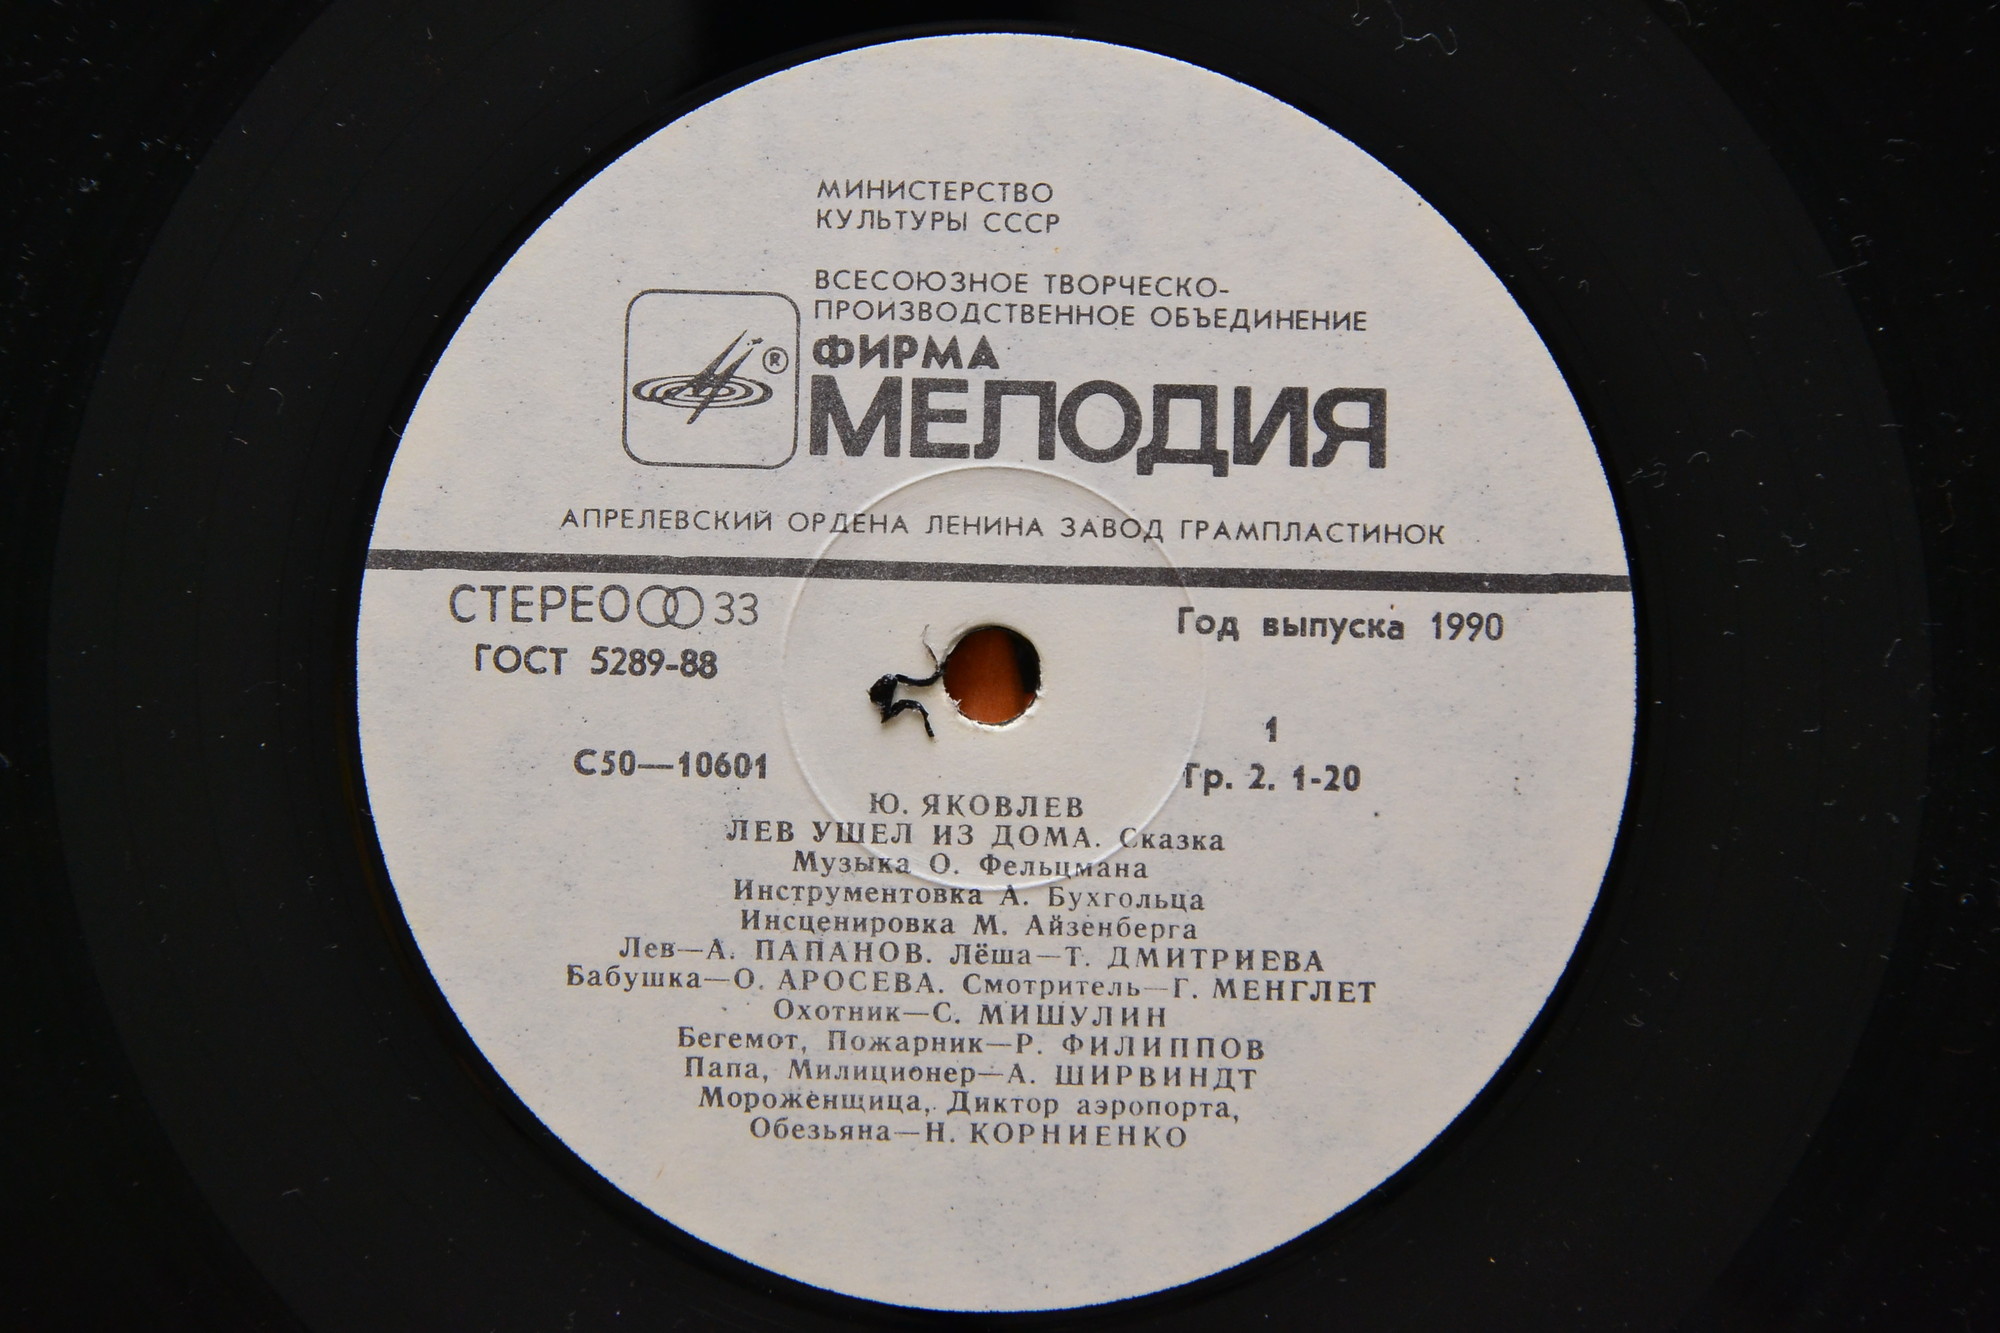 МИНИСТЕРСТВО
КУЛЬТУРЫ СССР
ВСЕСОЮЗНОЕ ТВОРЧЕСКО-
ПРОИЗВОДСТВЕННОЕ ОБЪЕДИНЕНИЕ
ФИРМА
®
МЕЛОДИЯ
АПРЕЛЕВСКИЙ ОРДЕНА ЛЕНИНА ЗАВОД ГРАМПЛАСТИНОК
СТЕРЕО 33
Год выпуска 1990
ГОСТ 5289-88
1
С50—10601
Гр. 2. 1-20
Ю. ЯКОВЛЕВ
ЛЕВ УШЕЛ ИЗ ДОМА. Сказка
Музыка О. Фельцмана
Инструментовка А. Бухгольца
Инсценировка М. Айзенберга
Лев—А. ПАПАНОВ. Лёша—Т. ДМИТРИЕВА
Бабушка—О. АРОСЕВА. Смотритель—Г. МЕНГЛЕТ
Охотник—С. МИШУЛИН
Бегемот, Пожарник—Р. ФИЛИППОВ
Папа, Милиционер—А. ШИРВИНДТ
Мороженщица, Диктор аэропорта,
Обезьяна—Н. КОРНИЕНКО